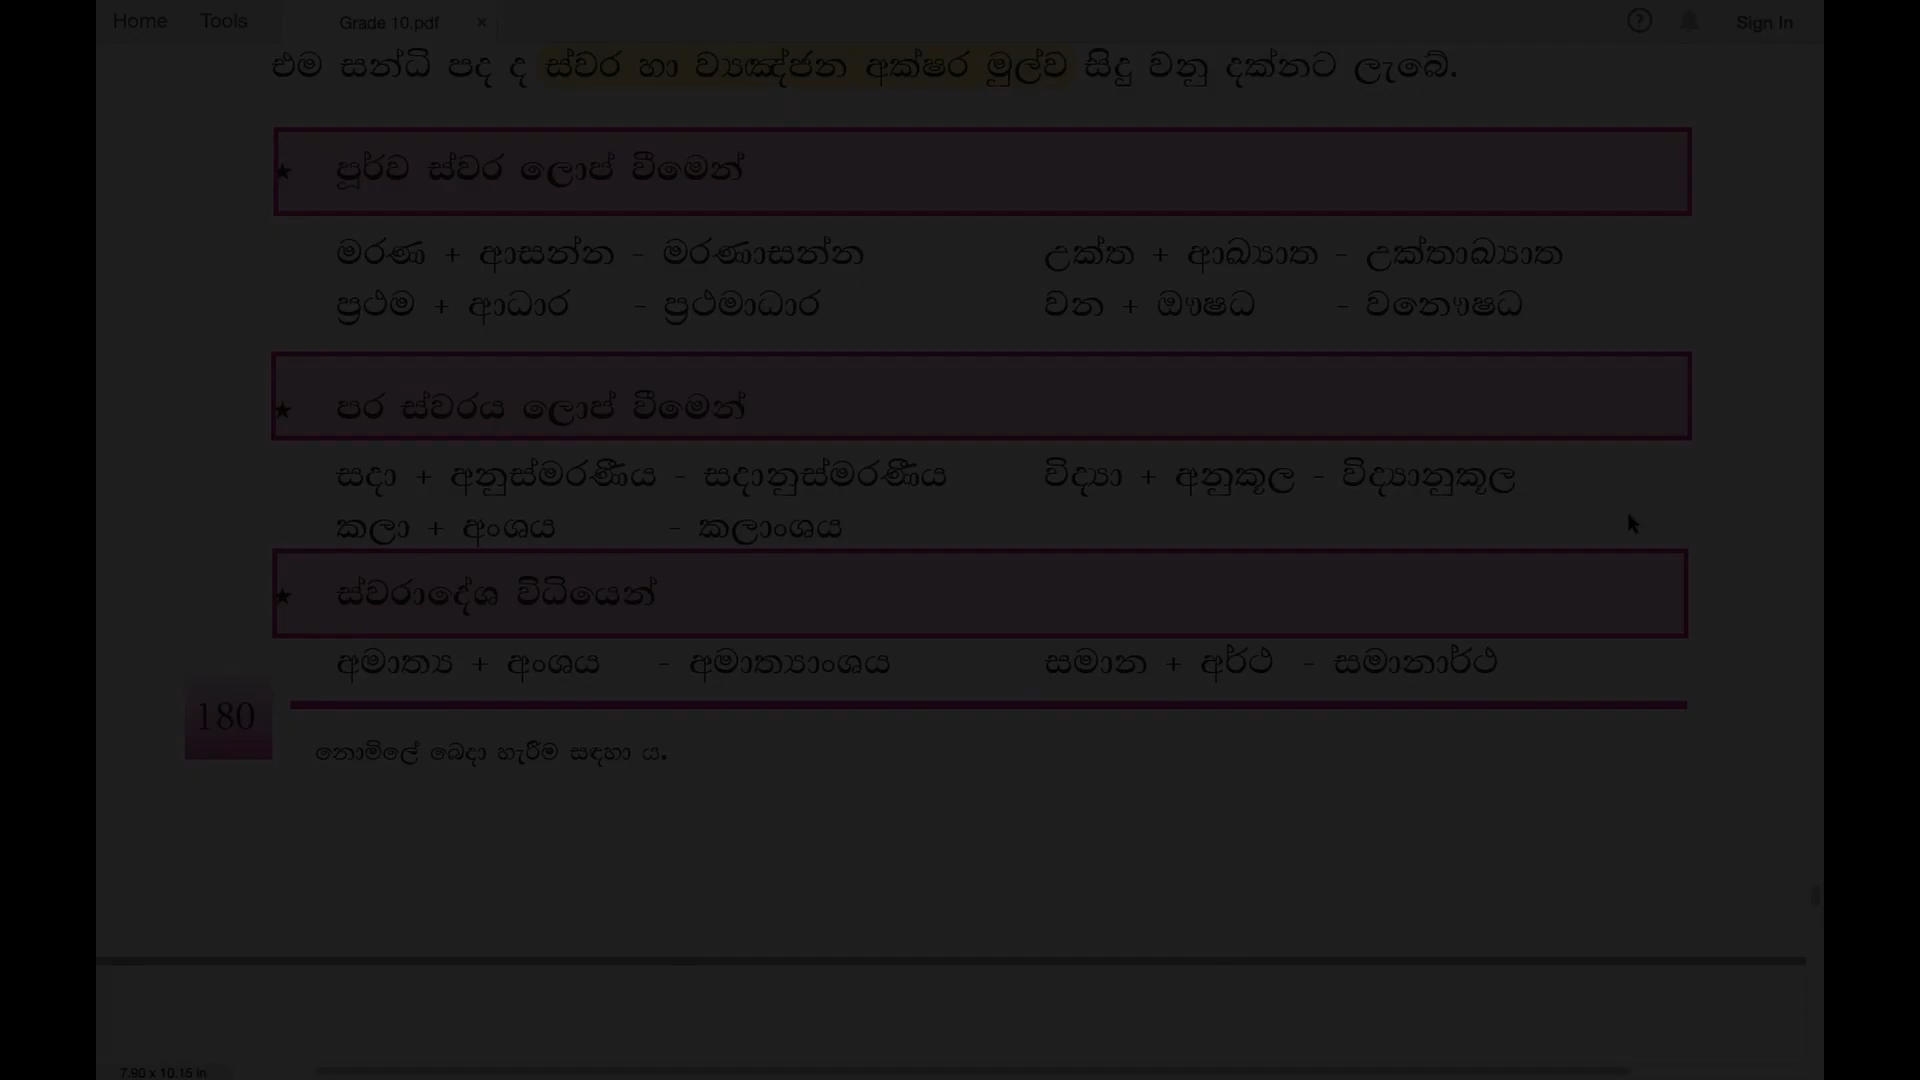 Home Tools Grade 10.pdf × ? Sign In
එම සන්ධි පද ද ස්වර හා ව්‍යඤ්ජන අක්ෂර මුල්ව සිදු වනු දක්නට ලැබේ.
★ පූර්ව ස්වර ලොප් වීමෙන්
මරණ + ආසන්න - මරණාසන්න උක්ත + ආඛ්‍යාත - උක්තාඛ්‍යාත
ප්‍රථම + ආධාර - ප්‍රථමාධාර වන + ඖෂධ - වනෞෂධ
★ පර ස්වරය ලොප් වීමෙන්
සදා + අනුස්මරණීය - සදානුස්මරණීය විද්‍යා + අනුකූල - විද්‍යානුකූල
කලා + අංශය - කලාංශය
★ ස්වරාදේශ විධියෙන්
අමාත්‍ය + අංශය - අමාත්‍යාංශය සමාන + අර්ථ - සමානාර්ථ
180
නොමිලේ බෙදා හැරීම සඳහා ය.
7.90 x 10.15 in